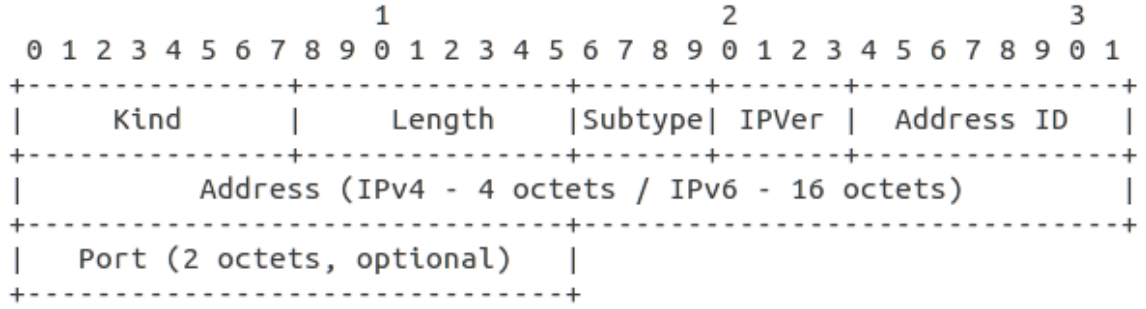 1                   2                   3
 0 1 2 3 4 5 6 7 8 9 0 1 2 3 4 5 6 7 8 9 0 1 2 3 4 5 6 7 8 9 0 1
+---------------+---------------+-------+-------+---------------+
|     Kind      |     Length    |Subtype| IPVer |  Address ID   |
+---------------+---------------+-------+-------+---------------+
|          Address (IPv4 - 4 octets / IPv6 - 16 octets)         |
+-------------------------------+-------------------------------+
|   Port (2 octets, optional)   |
+-------------------------------+